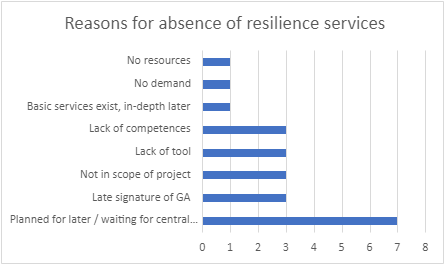 Reasons for absence of resilience services
No resources
No demand
Basic services exist, in-depth later
Lack of competences
Lack of tool
Not in scope of project
Late signature of GA
Planned for later / waiting for central...
0 1 2 3 4 5 6 7 8